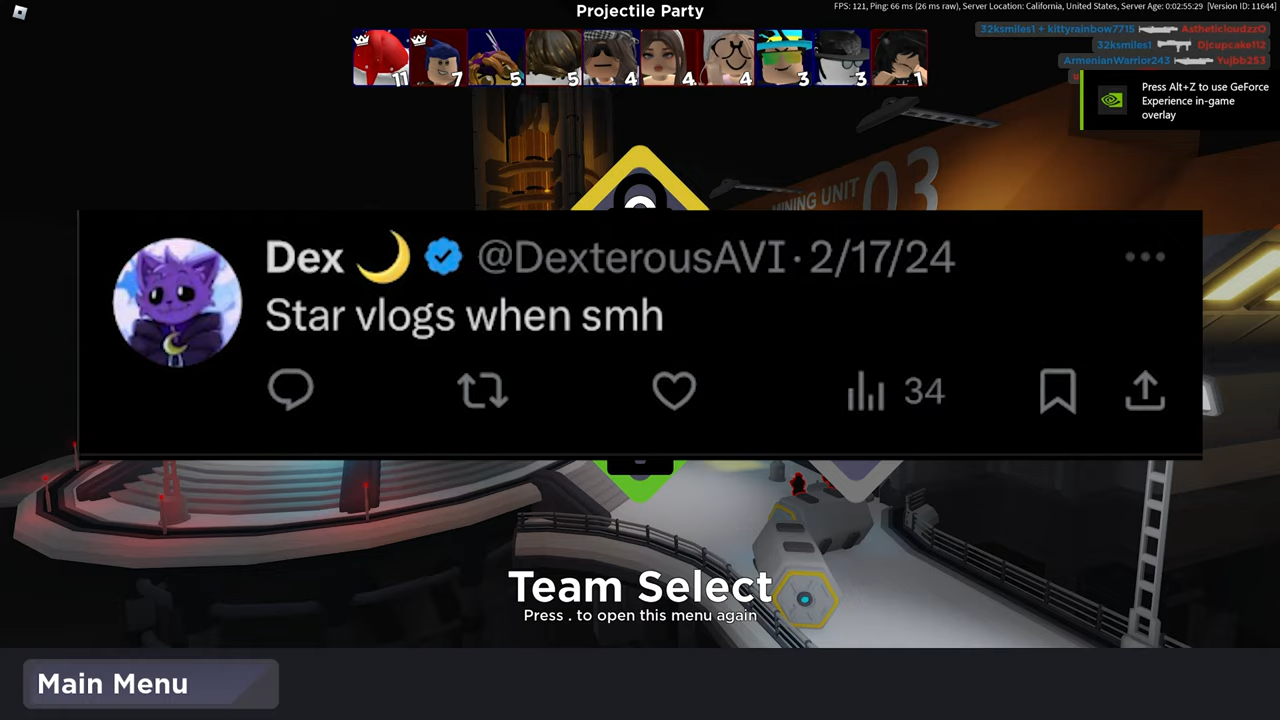 Projectile Party
FPS: 121, Ping: 66 ms (26 ms raw), Server Location: California, United States, Server Age: 0:02:55:29 [Version ID: 11644]
11 7 5 5 4 4 4 3 3 1
32ksmiles1 + kittyrainbow7715 AstheticcloudzzO
32ksmiles1 Djcupcake112
ArmenianWarrior243 Yujbb253
Press Alt+Z to use GeForce
Experience in-game
overlay
MINING UNIT 03
Dex 🌙 @DexterousAVI · 2/17/24
Star vlogs when smh
34
Team Select
Press . to open this menu again
Main Menu